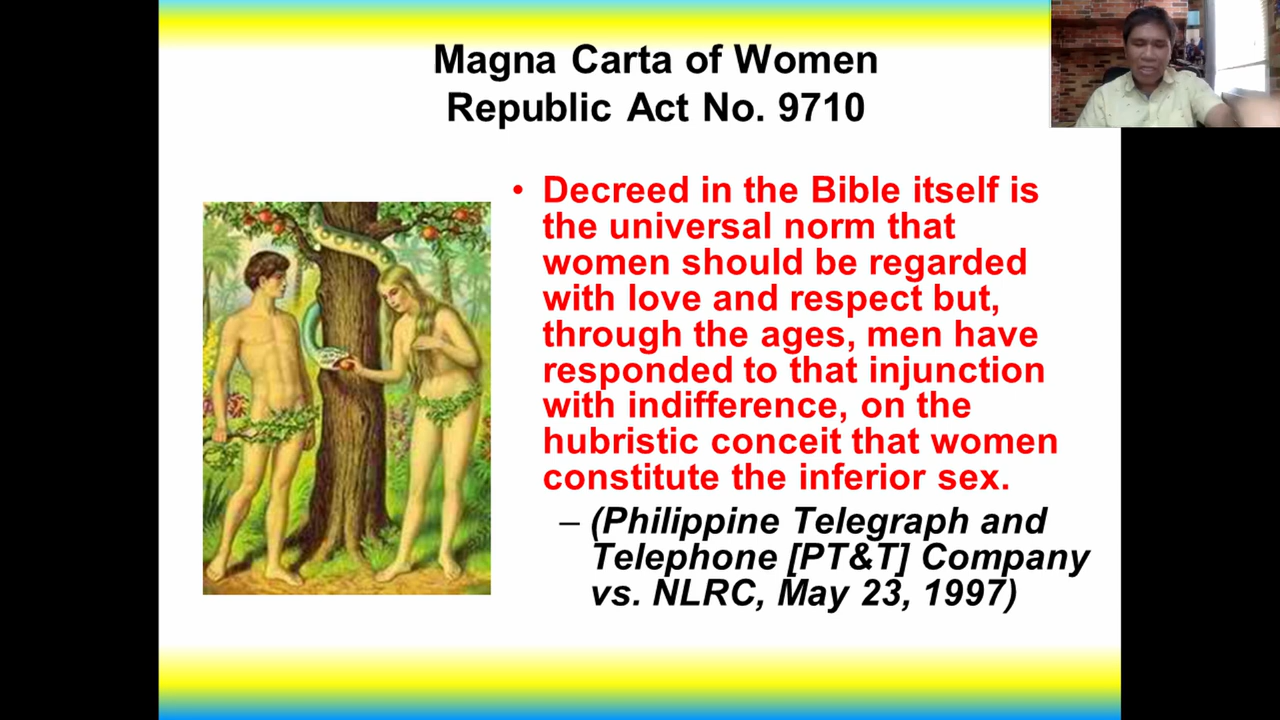 Magna Carta of Women
Republic Act No. 9710
• Decreed in the Bible itself is
the universal norm that
women should be regarded
with love and respect but,
through the ages, men have
responded to that injunction
with indifference, on the
hubristic conceit that women
constitute the inferior sex.
– (Philippine Telegraph and
Telephone [PT&T] Company
vs. NLRC, May 23, 1997)